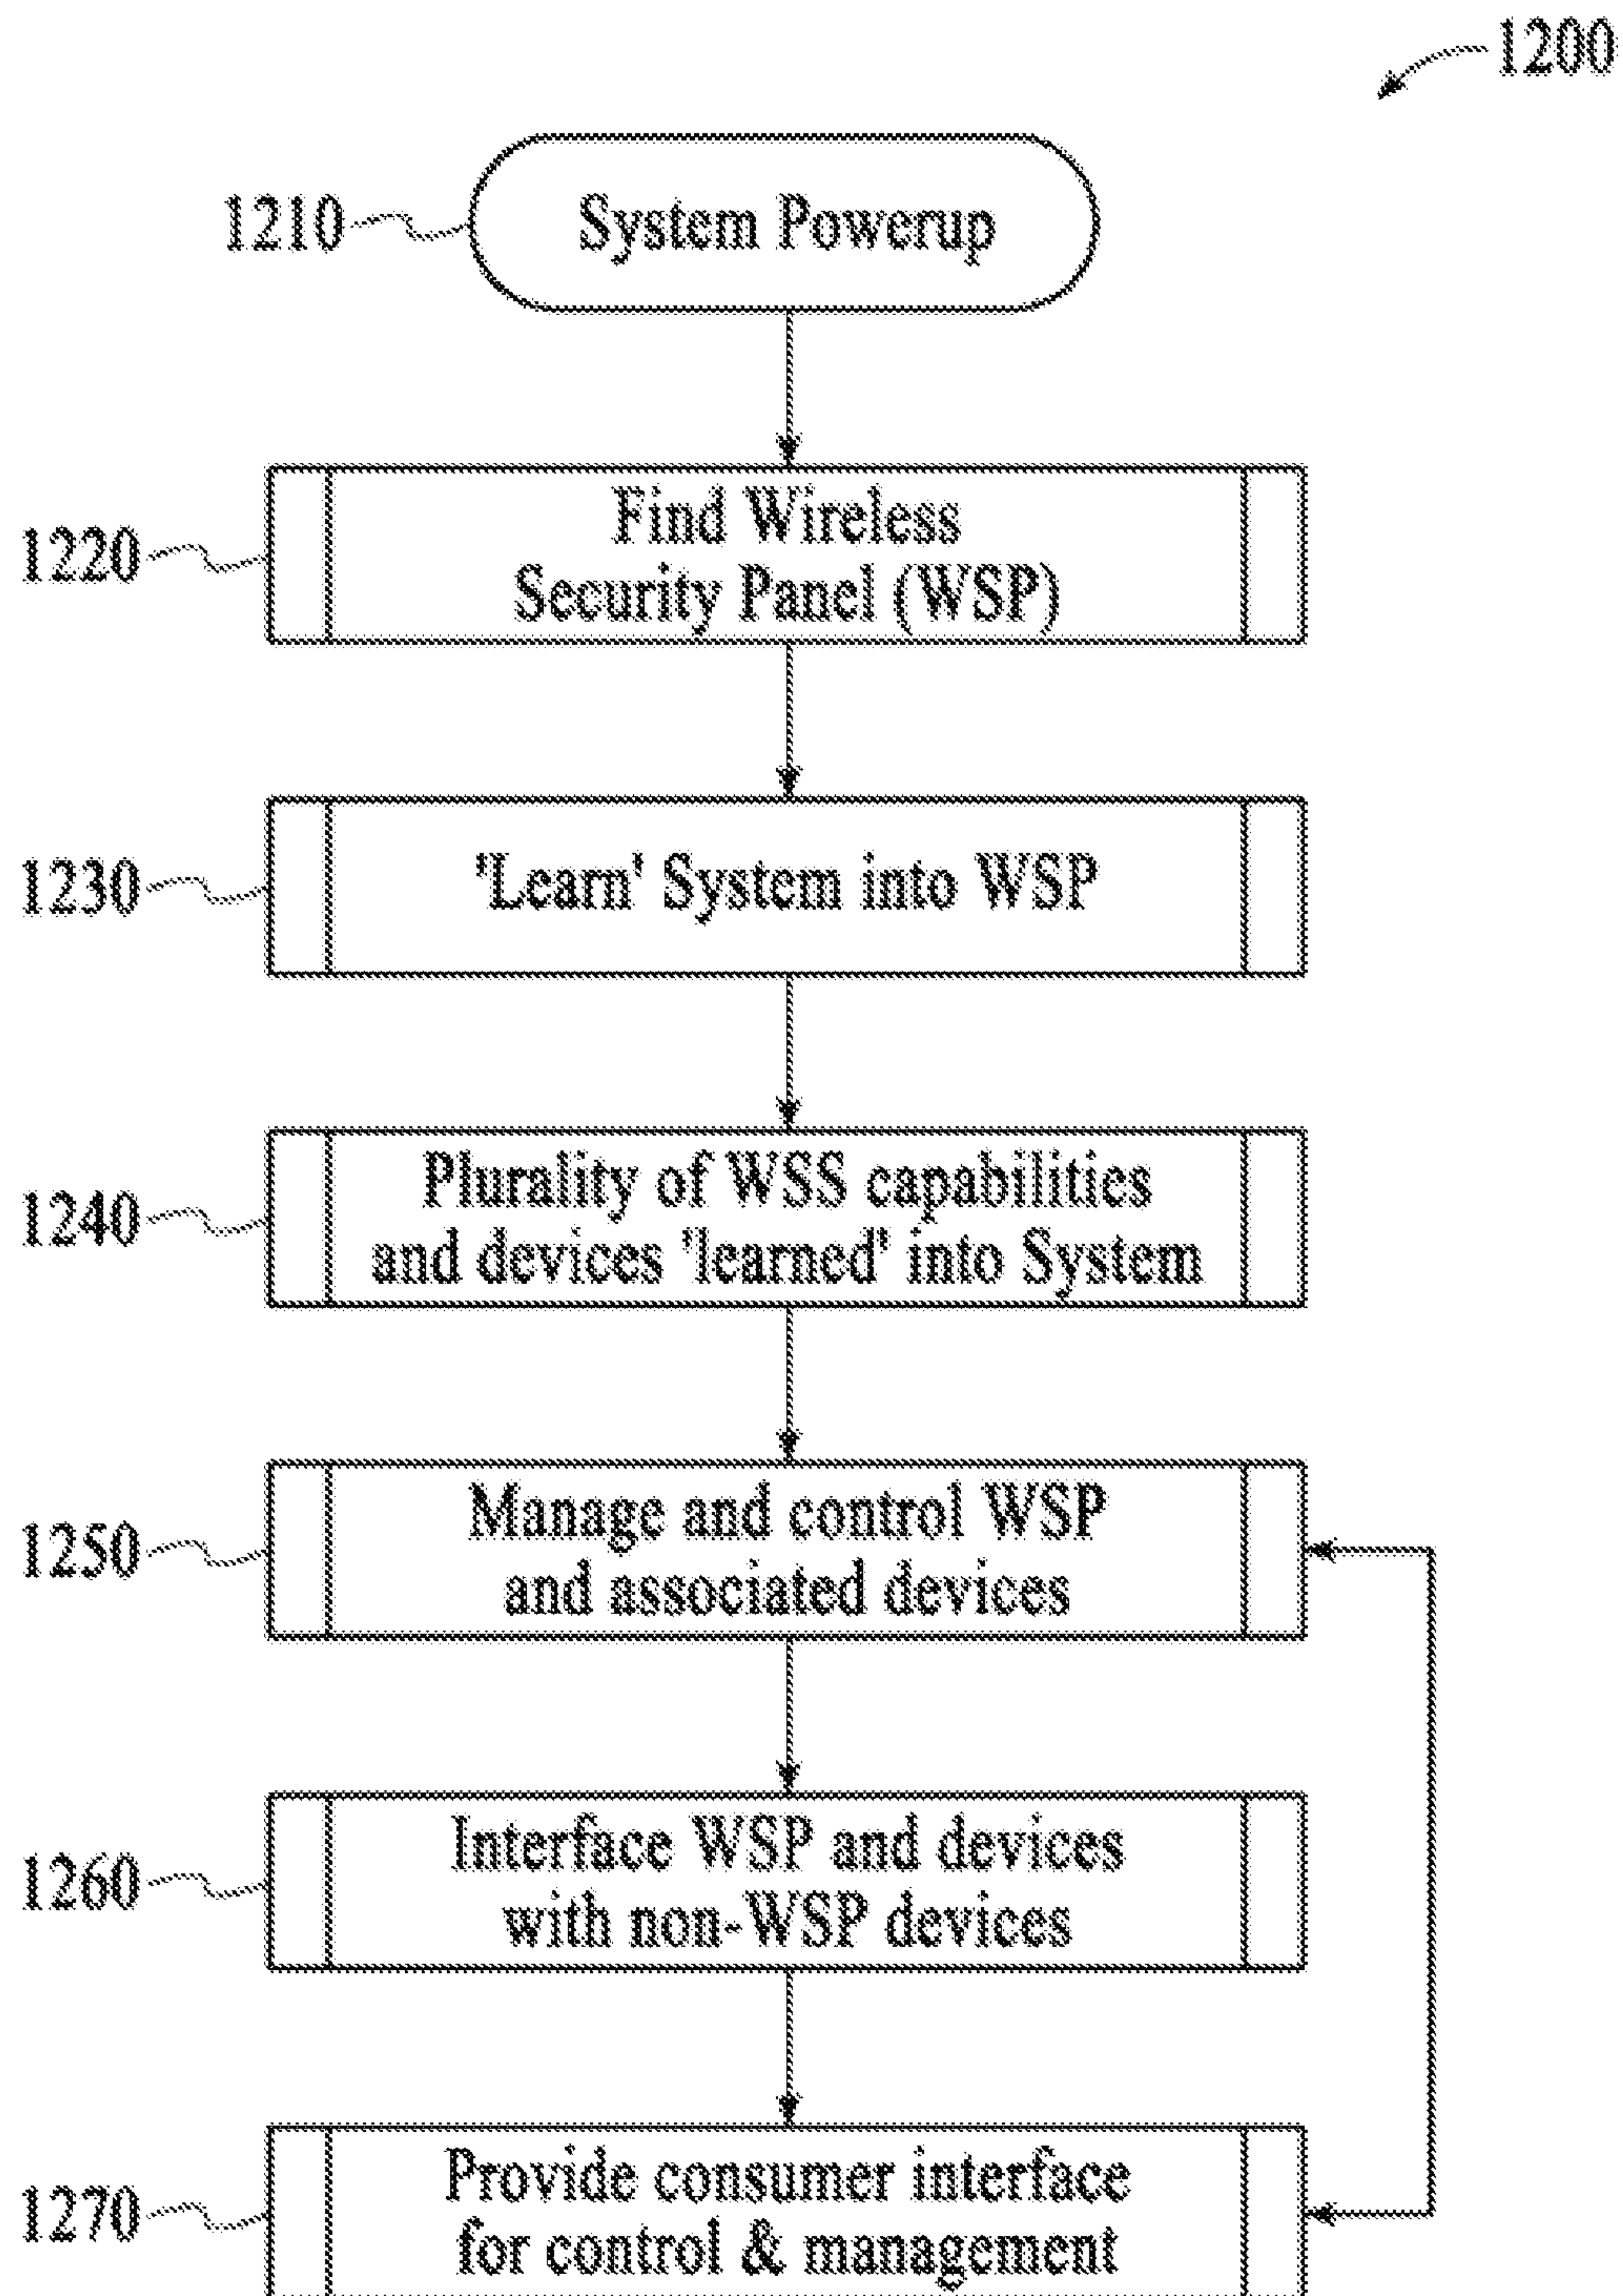 1200
1210
System Powerup
1220
Find Wireless
Security Panel (WSP)
1230
'Learn' System into WSP
1240
Plurality of WSS capabilities
and devices 'learned' into System
1250
Manage and control WSP
and associated devices
1260
Interface WSP and devices
with non-WSP devices
1270
Provide consumer interface
for control & management